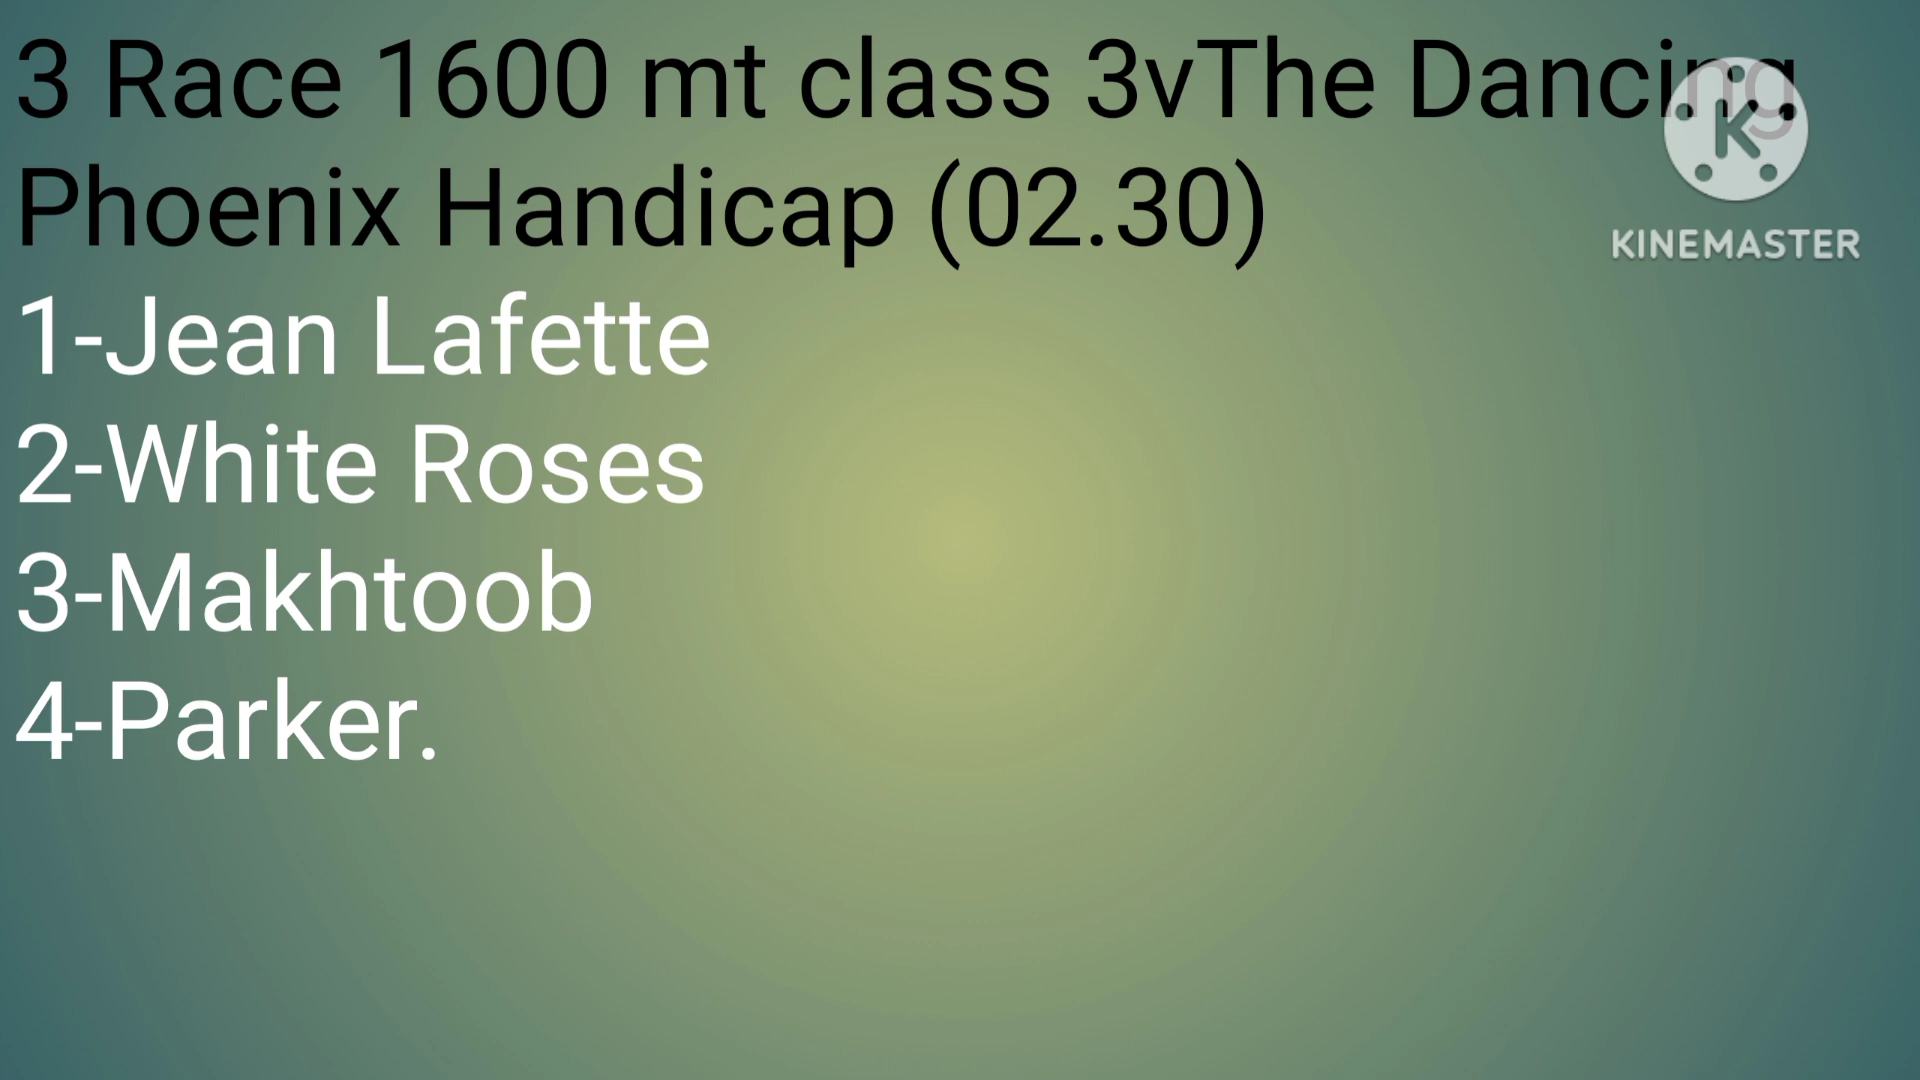 3 Race 1600 mt class 3vThe Dancing
Phoenix Handicap (02.30)
K
KINEMASTER
1-Jean Lafette
2-White Roses
3-Makhtoob
4-Parker.